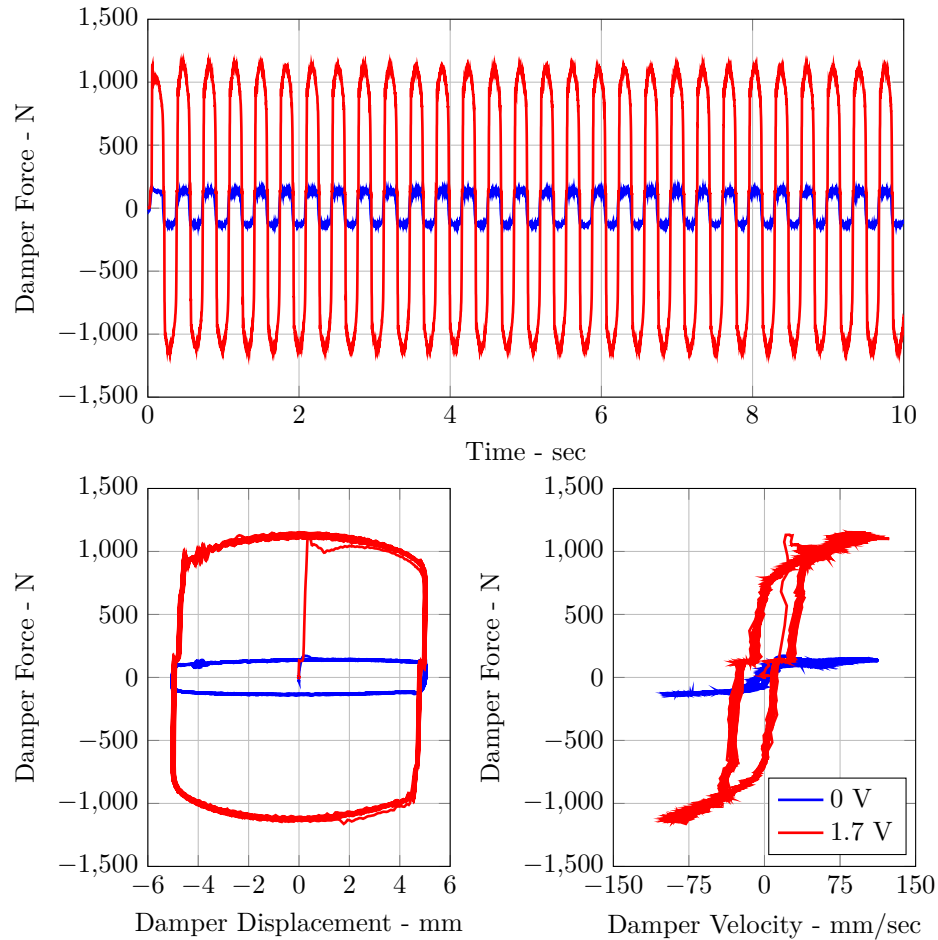 1,500
1,000
500
0
−500
−1,000
−1,500
Damper Force - N
0 2 4 6 8 10
Time - sec
1,500
1,000
500
0
−500
−1,000
−1,500
Damper Force - N
−6 −4 −2 0 2 4 6
Damper Displacement - mm
1,500
1,000
500
0
−500
−1,000
−1,500
Damper Force - N
0 V
1.7 V
−150 −75 0 75 150
Damper Velocity - mm/sec